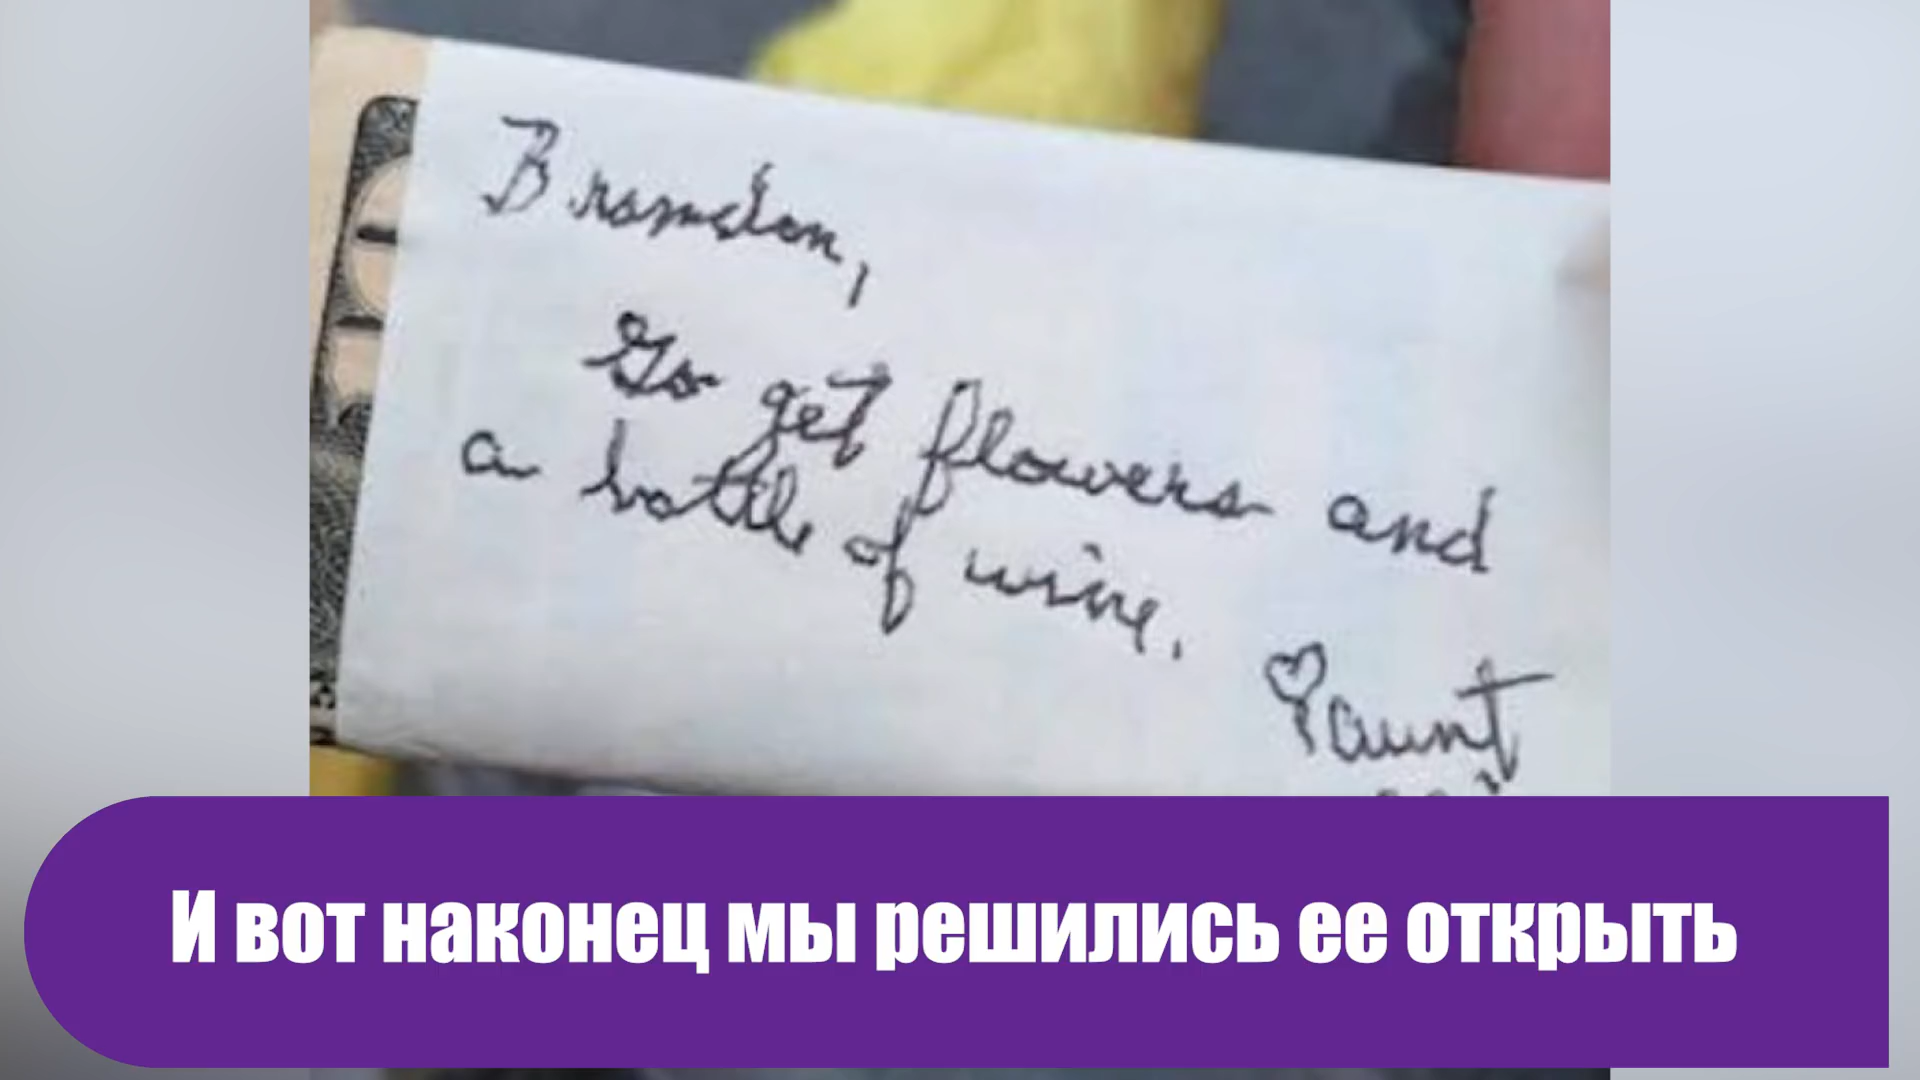 Brandon,
Go get flowers and
a bottle of wine.
♡ aunt
И вот наконец мы решились ее открыть